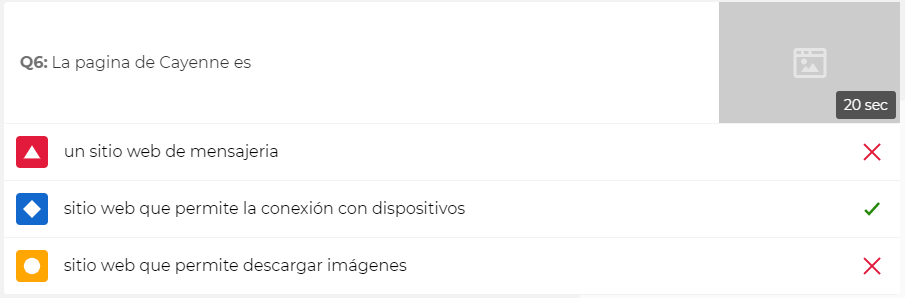 Q6: La pagina de Cayenne es
20 sec
un sitio web de mensajeria
sitio web que permite la conexión con dispositivos
sitio web que permite descargar imágenes